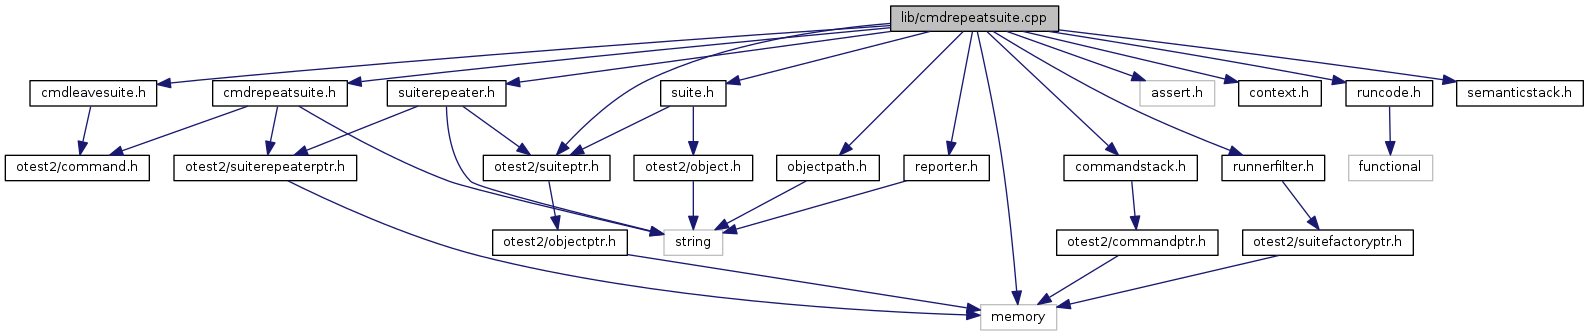 lib/cmdrepeatsuite.cpp
cmdleavesuite.h
cmdrepeatsuite.h
suiterepeater.h
suite.h
assert.h
context.h
runcode.h
semanticstack.h
otest2/command.h
otest2/suiterepeaterptr.h
otest2/suiteptr.h
otest2/object.h
objectpath.h
reporter.h
commandstack.h
runnerfilter.h
functional
otest2/objectptr.h
string
otest2/commandptr.h
otest2/suitefactoryptr.h
memory